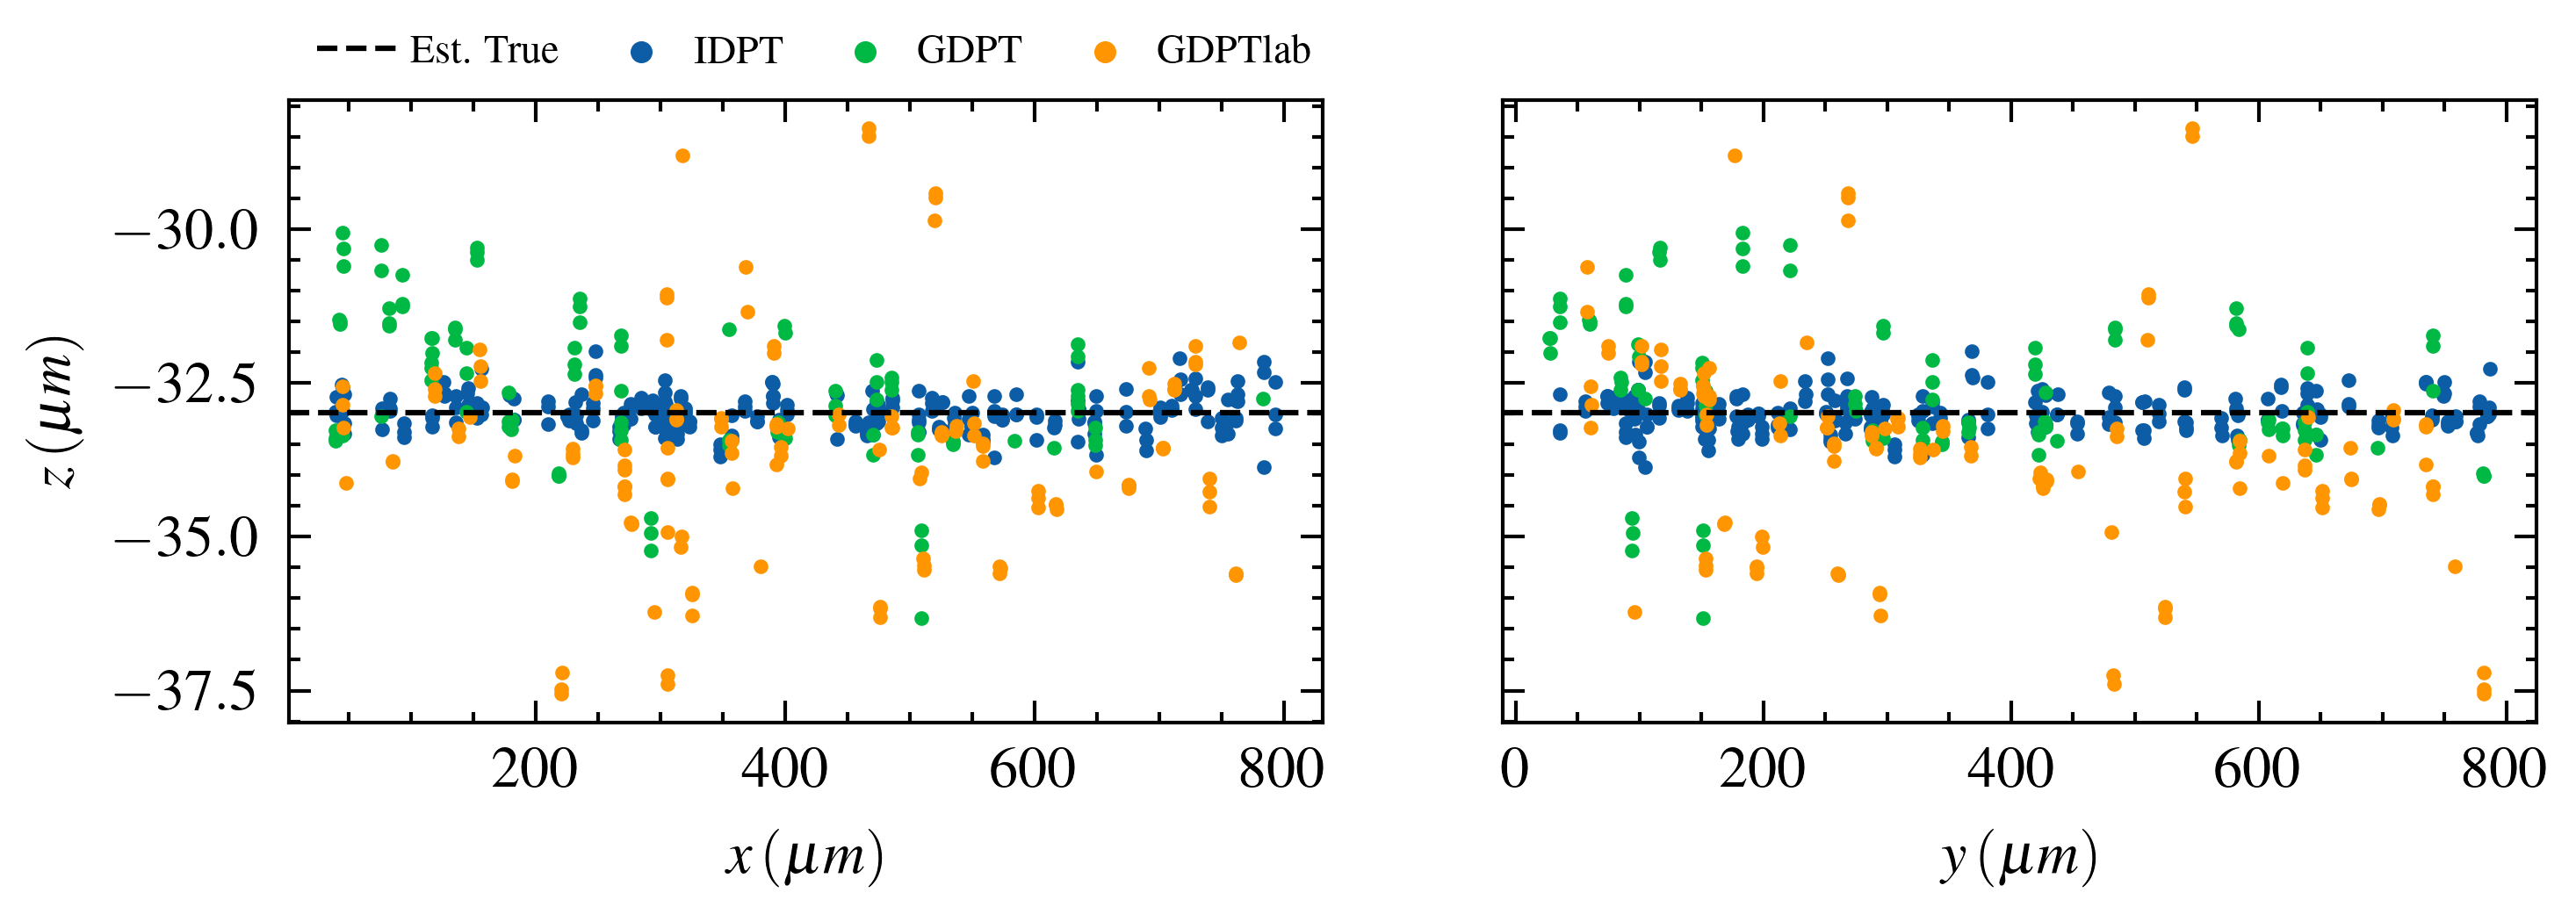 Est. True IDPT GDPT GDPTlab
−30.0
−32.5
−35.0
−37.5
z (μm)
200 400 600 800
x (μm)
0 200 400 600 800
y (μm)